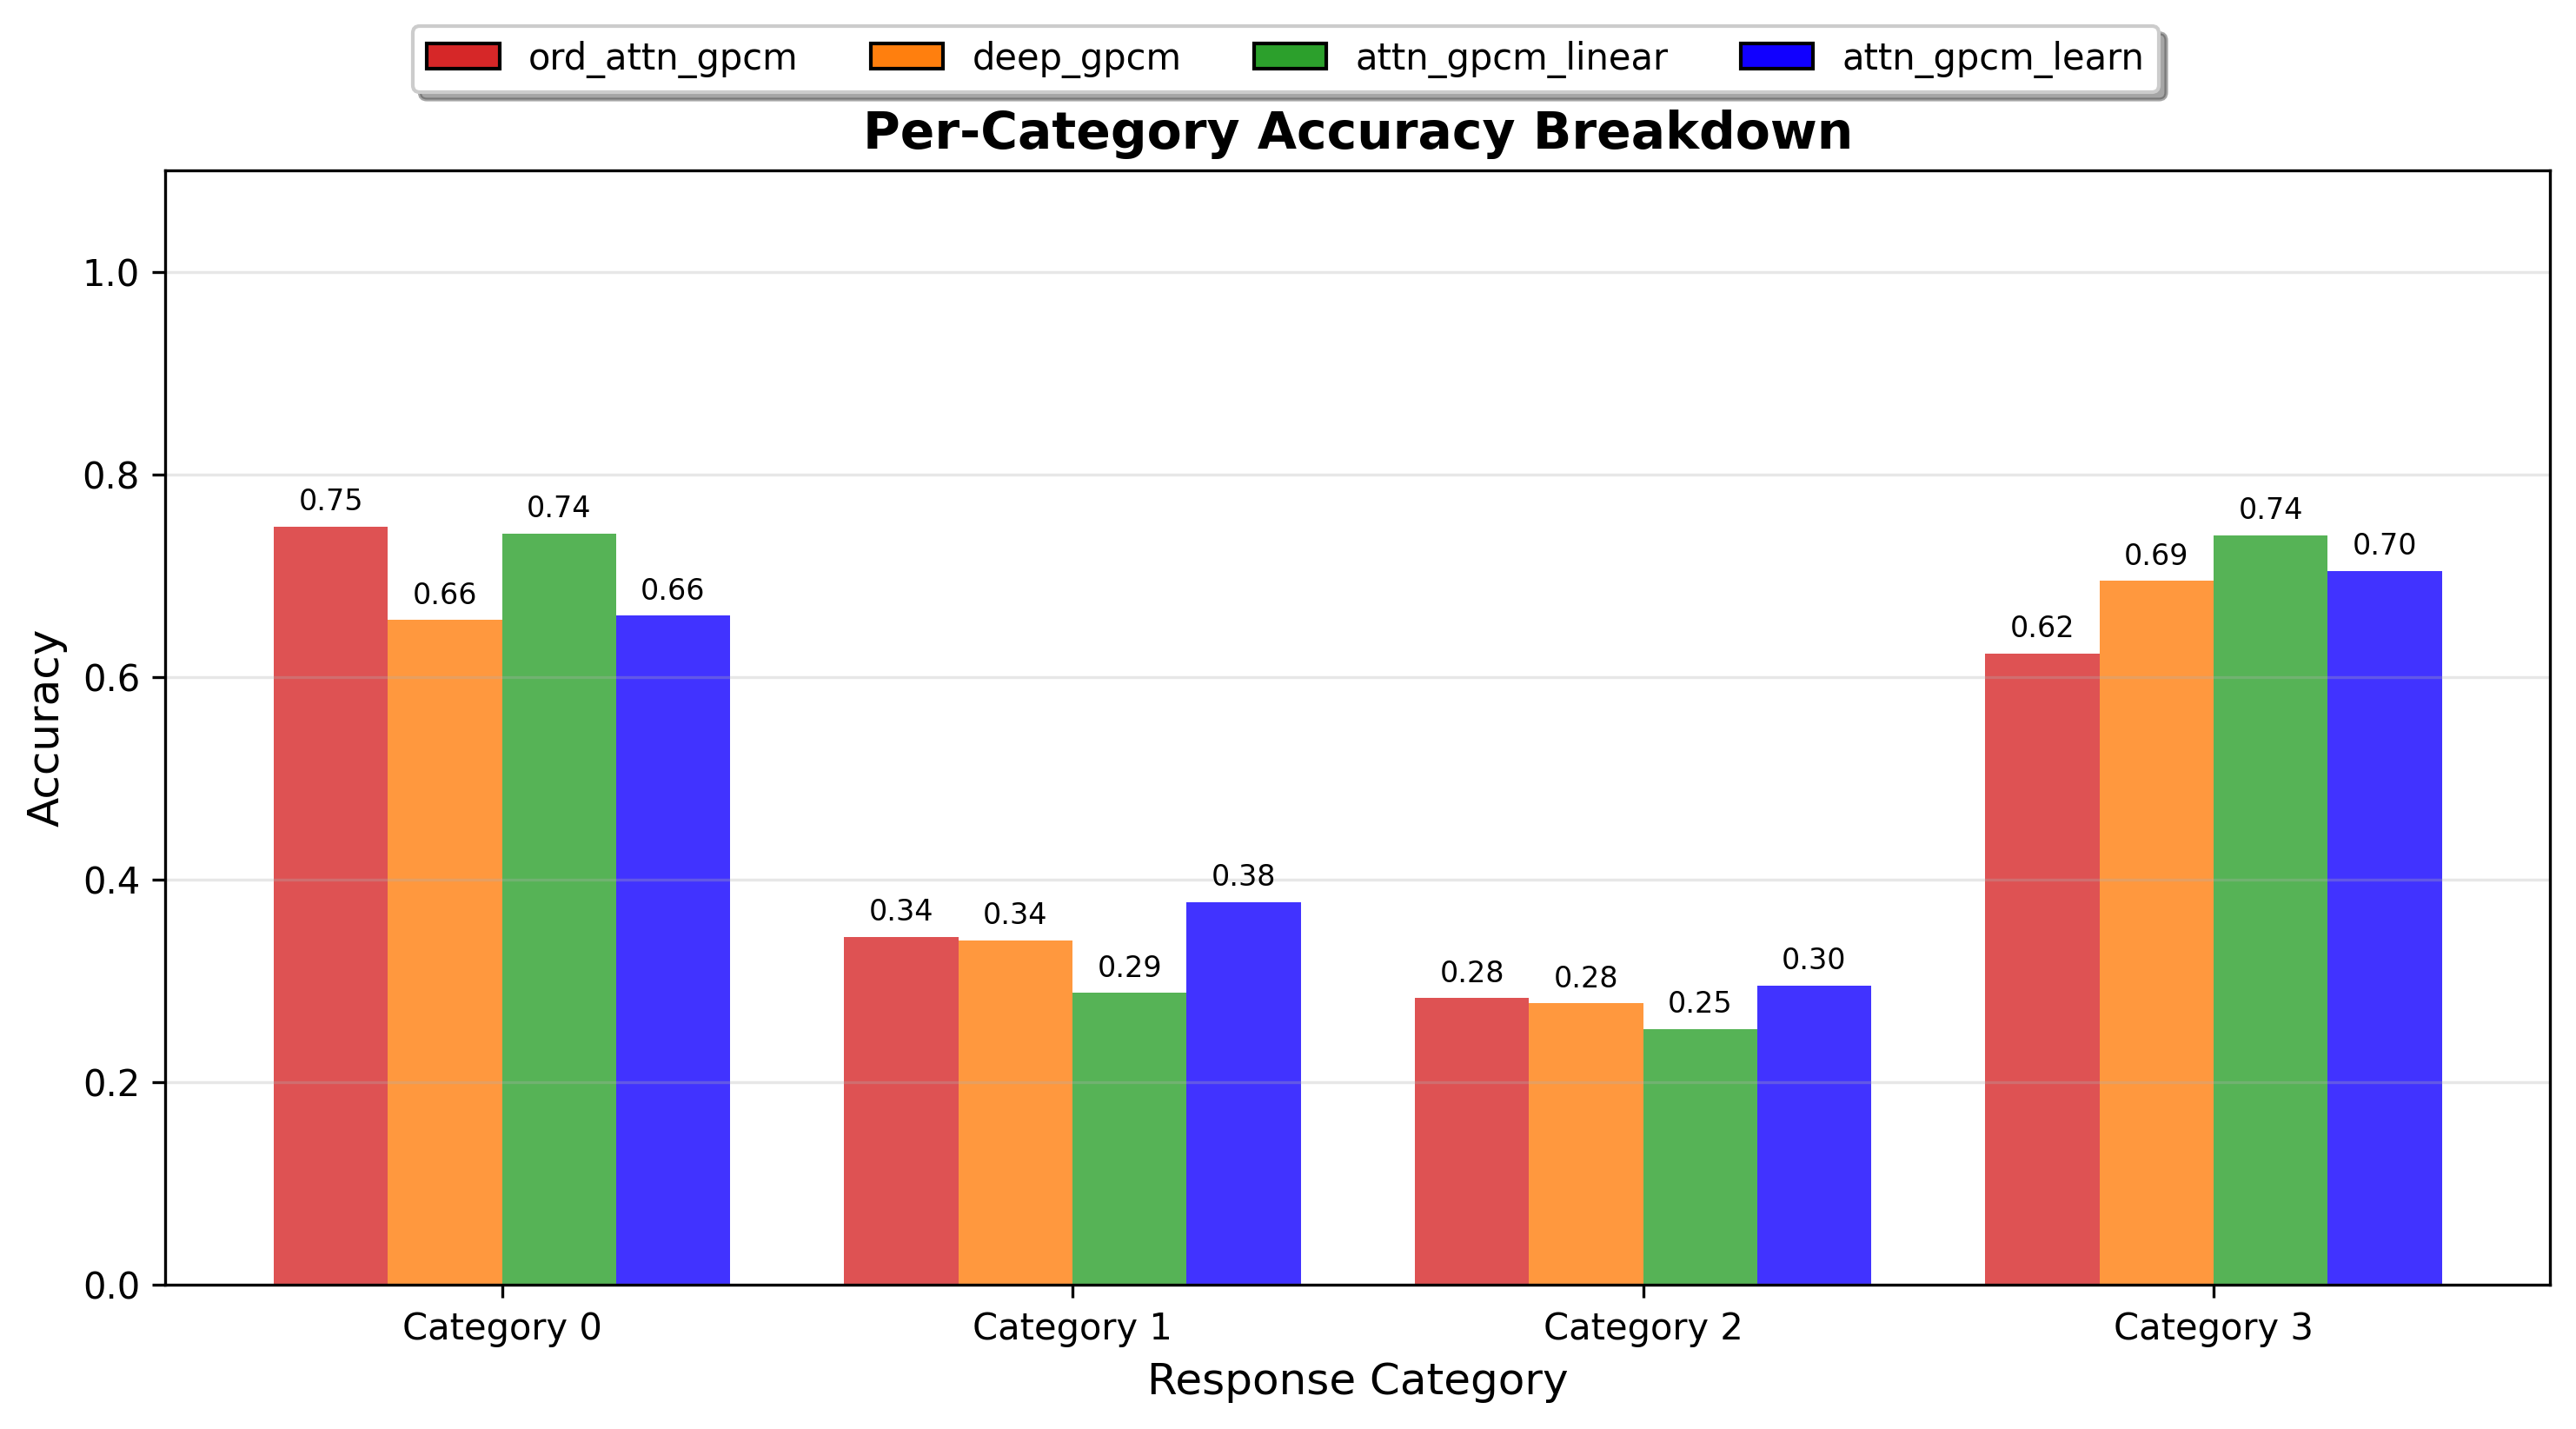 ord_attn_gpcm deep_gpcm attn_gpcm_linear attn_gpcm_learn
Per-Category Accuracy Breakdown
Accuracy
1.0
0.8
0.6
0.4
0.2
0.0
0.75 0.66 0.74 0.66
0.34 0.34 0.29 0.38
0.28 0.28 0.25 0.30
0.62 0.69 0.74 0.70
Category 0 Category 1 Category 2 Category 3
Response Category